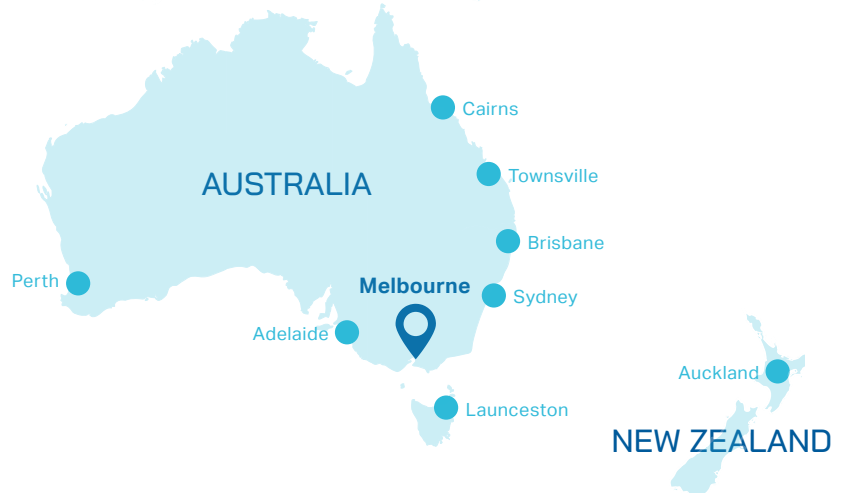 Cairns
AUSTRALIA
Townsville
Brisbane
Perth
Melbourne
Sydney
Adelaide
Auckland
Launceston
NEW ZEALAND